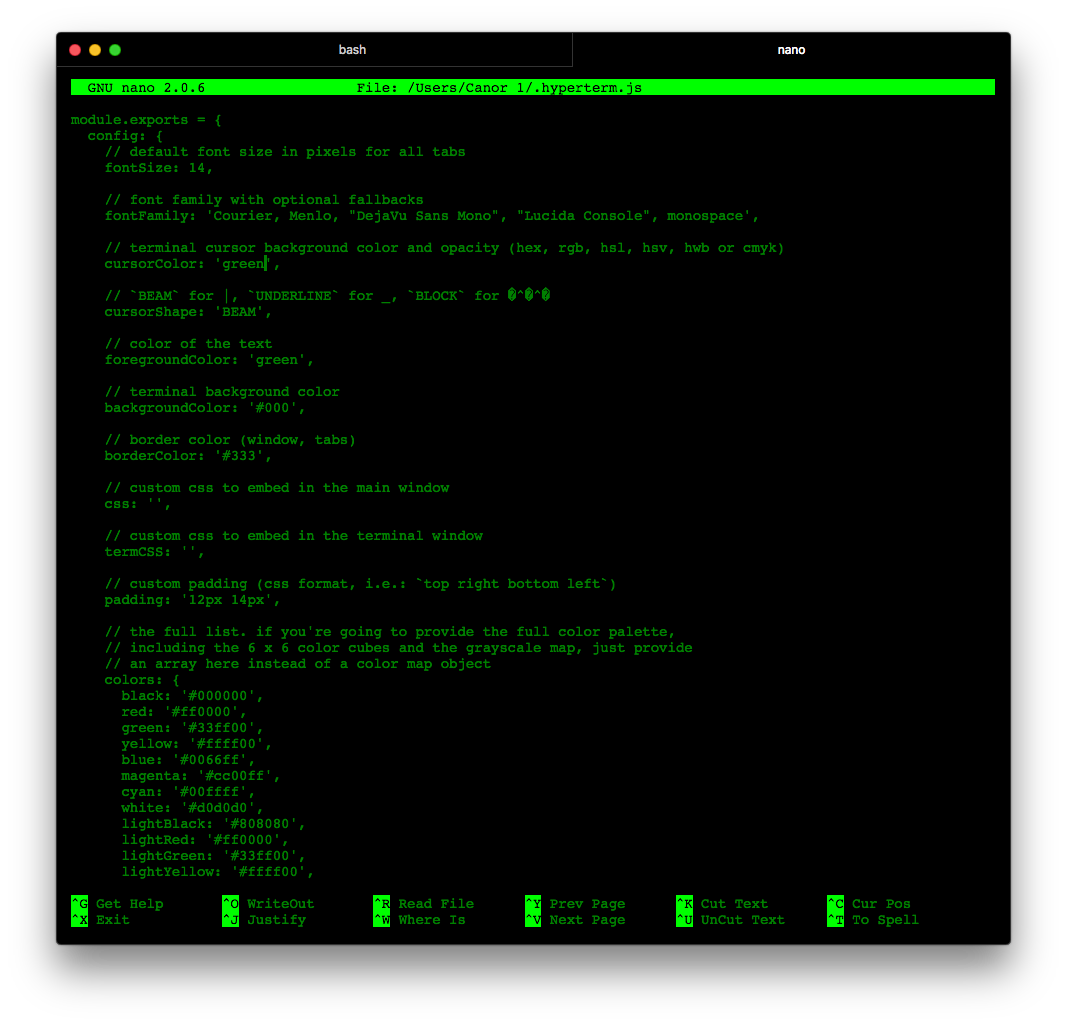 bash nano
GNU nano 2.0.6 File: /Users/Canor 1/.hyperterm.js
module.exports = {
config: {
// default font size in pixels for all tabs
fontSize: 14,
// font family with optional fallbacks
fontFamily: 'Courier, Menlo, "DejaVu Sans Mono", "Lucida Console", monospace',
// terminal cursor background color and opacity (hex, rgb, hsl, hsv, hwb or cmyk)
cursorColor: 'green',
// `BEAM` for |, `UNDERLINE` for _, `BLOCK` for �^�^�
cursorShape: 'BEAM',
// color of the text
foregroundColor: 'green',
// terminal background color
backgroundColor: '#000',
// border color (window, tabs)
borderColor: '#333',
// custom css to embed in the main window
css: '',
// custom css to embed in the terminal window
termCSS: '',
// custom padding (css format, i.e.: `top right bottom left`)
padding: '12px 14px',
// the full list. if you're going to provide the full color palette,
// including the 6 x 6 color cubes and the grayscale map, just provide
// an array here instead of a color map object
colors: {
black: '#000000',
red: '#ff0000',
green: '#33ff00',
yellow: '#ffff00',
blue: '#0066ff',
magenta: '#cc00ff',
cyan: '#00ffff',
white: '#d0d0d0',
lightBlack: '#808080',
lightRed: '#ff0000',
lightGreen: '#33ff00',
lightYellow: '#ffff00',
^G Get Help ^O WriteOut ^R Read File ^Y Prev Page ^K Cut Text ^C Cur Pos
^X Exit ^J Justify ^W Where Is ^V Next Page ^U UnCut Text ^T To Spell